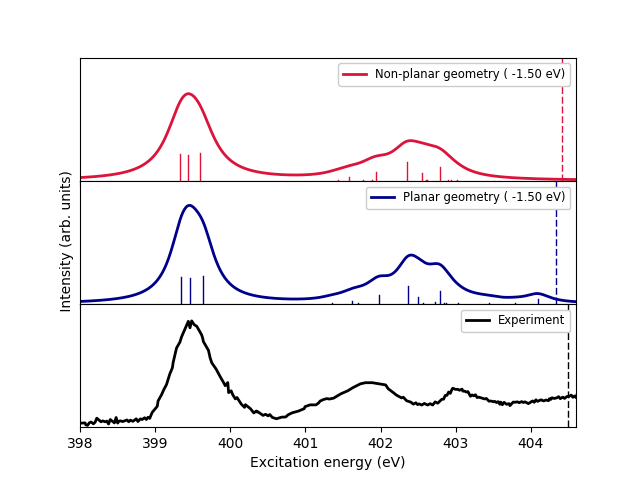 Non-planar geometry ( -1.50 eV)
Planar geometry ( -1.50 eV)
Experiment
Intensity (arb. units)
398 399 400 401 402 403 404
Excitation energy (eV)